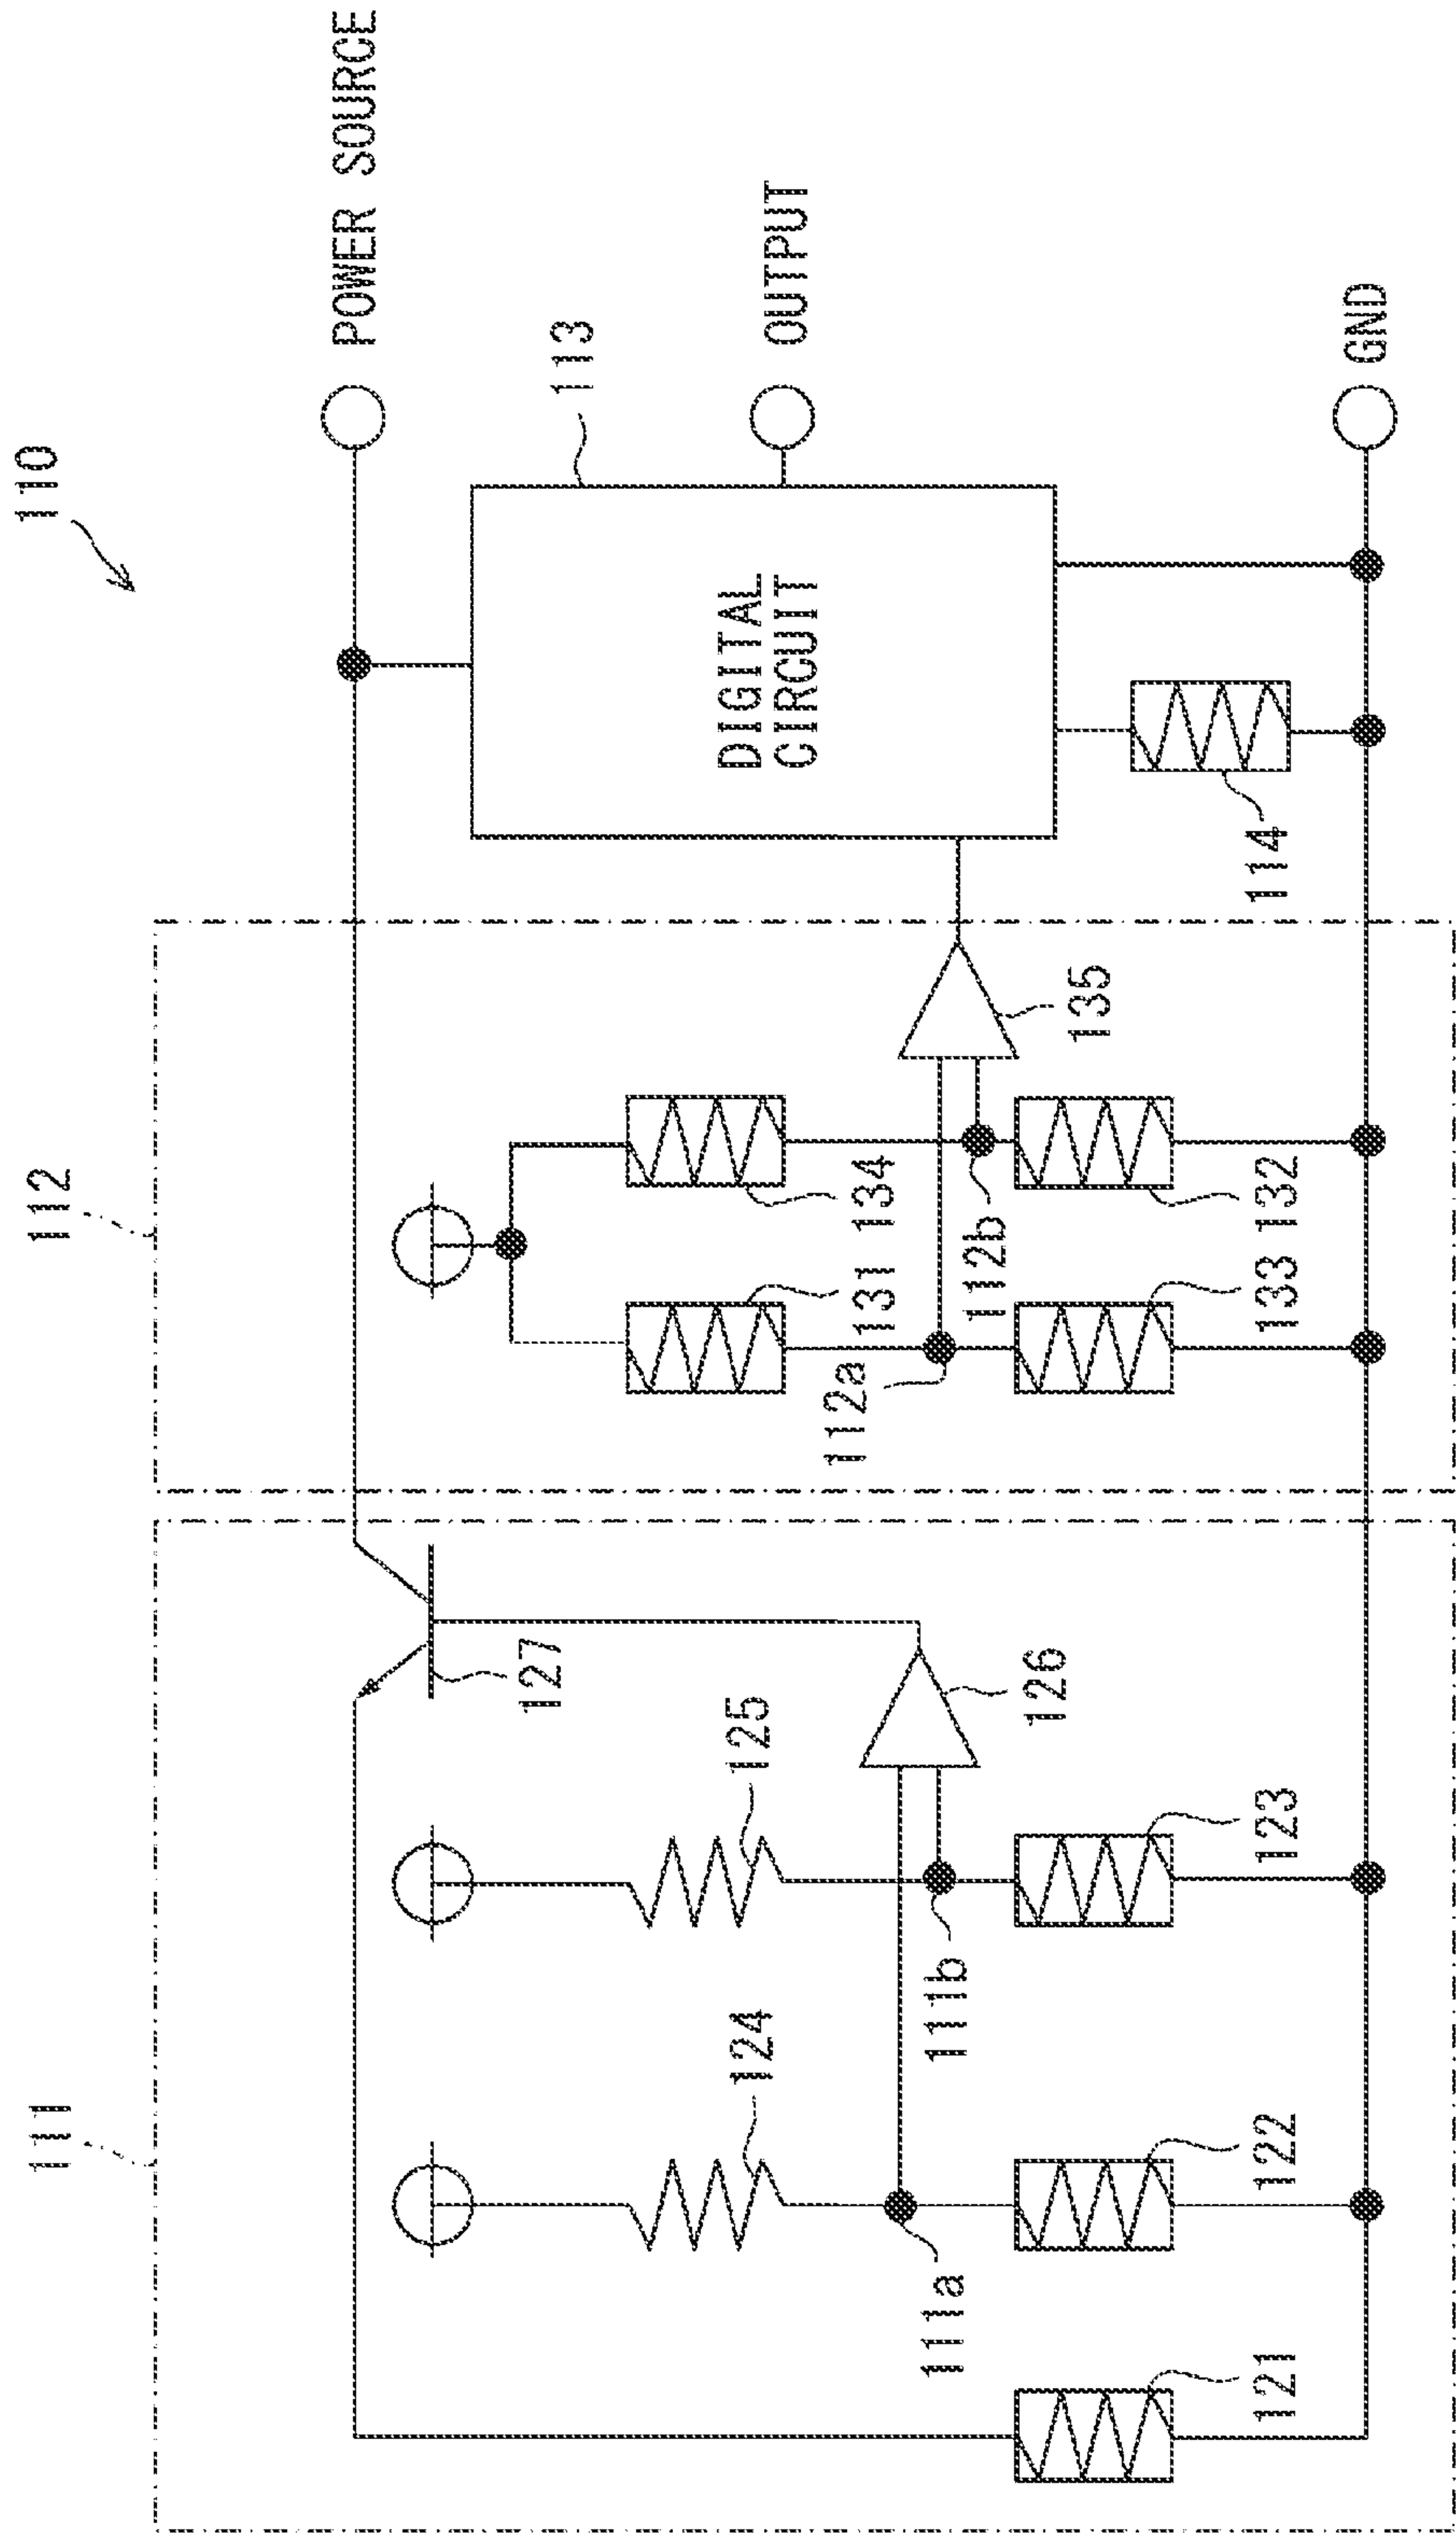 110
111
112
POWER SOURCE
113
OUTPUT
DIGITAL
CIRCUIT
GND
127
124
125
131
134
111a
111b
126
112a
112b
135
114
121
122
123
133
132